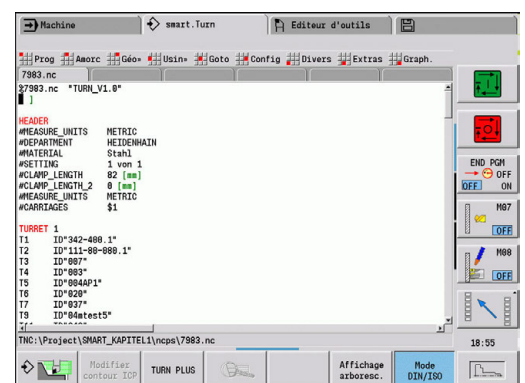 Machine
smart.Turn
Editeur d'outils
Prog Amorc Géo» Usin» Goto Config Divers Extras Graph.
7983.nc
%7983.nc "TURN_V1.0"
]
HEADER
#MEASURE_UNITS METRIC
#DEPARTMENT HEIDENHAIN
#MATERIAL Stahl
#SETTING 1 von 1
#CLAMP_LENGTH 82 [mm]
#CLAMP_LENGTH_2 0 [mm]
#MEASURE_UNITS METRIC
#CARRIAGES $1
TURRET 1
T1 ID"342-400.1"
T2 ID"111-80-080.1"
T3 ID"007"
T4 ID"003"
T5 ID"004AP1"
T6 ID"020"
T7 ID"037"
T9 ID"04mtest5"
TNC:\Project\SMART_KAPITEL1\ncps\7983.nc
END PGM
OFF
OFF ON
M07
OFF
M08
OFF
18:55
Modifier
contour ICP
TURN PLUS
Affichage
arboresc.
Mode
DIN/ISO